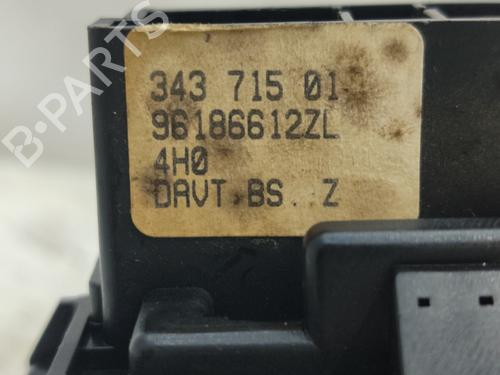 B-PARTS
343 715 01
96186612ZL
4H0
DAVT.BS. Z